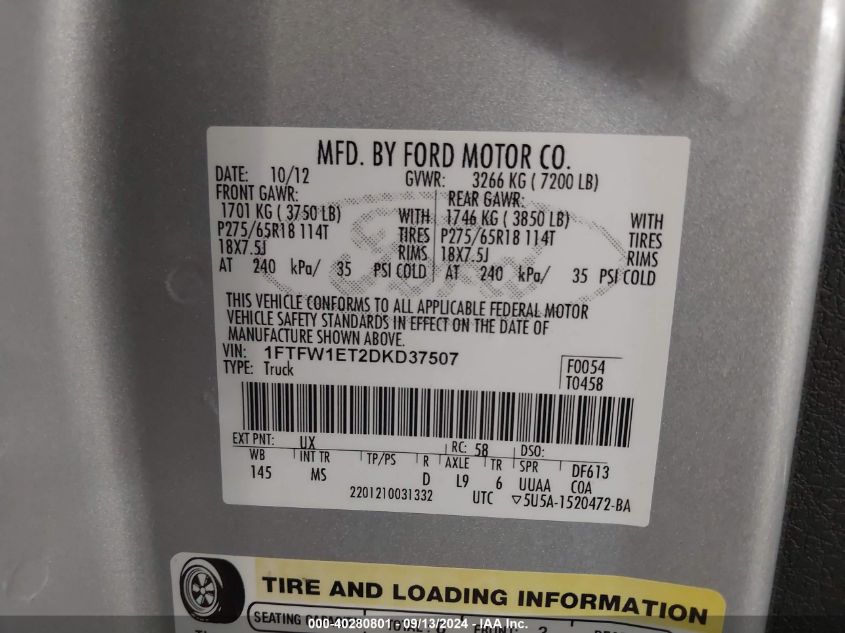 MFD. BY FORD MOTOR CO.
DATE: 10/12 GVWR: 3266 KG ( 7200 LB)
FRONT GAWR: REAR GAWR:
1701 KG ( 3750 LB) WITH 1746 KG ( 3850 LB) WITH
P275/65R18 114T TIRES P275/65R18 114T TIRES
18X7.5J RIMS 18X7.5J RIMS
AT 240 kPa/ 35 PSI COLD AT 240 kPa/ 35 PSI COLD
THIS VEHICLE CONFORMS TO ALL APPLICABLE FEDERAL MOTOR
VEHICLE SAFETY STANDARDS IN EFFECT ON THE DATE OF
MANUFACTURE SHOWN ABOVE.
VIN: 1FTFW1ET2DKD37507 F0054
TYPE: Truck T0458
EXT PNT: UX RC: 58 DSO:
WB INT TR TP/PS R AXLE TR SPR DF613
145 MS D L9 6 UUAA COA
2201210031332 UTC ▽5U5A-1520472-BA
TIRE AND LOADING INFORMATION
SEATING
000-40280801 09/13/2024 - IAA Inc.